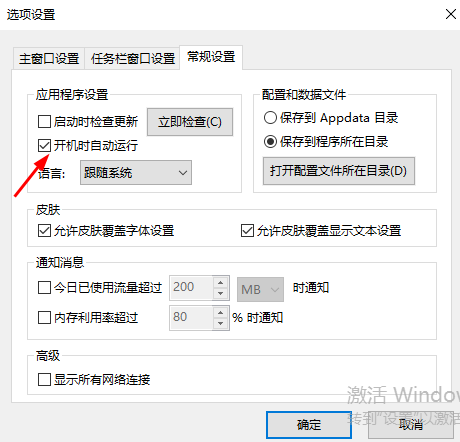 选项设置
主窗口设置 任务栏窗口设置 常规设置
应用程序设置
启动时检查更新 立即检查(C)
开机时自动运行
语言: 跟随系统
配置和数据文件
保存到 Appdata 目录
保存到程序所在目录
打开配置文件所在目录(D)
皮肤
允许皮肤覆盖字体设置 允许皮肤覆盖显示文本设置
通知消息
今日已使用流量超过 200 MB 时通知
内存利用率超过 80 % 时通知
高级
显示所有网络连接
激活 Window
转到"设置"以激活
确定 取消